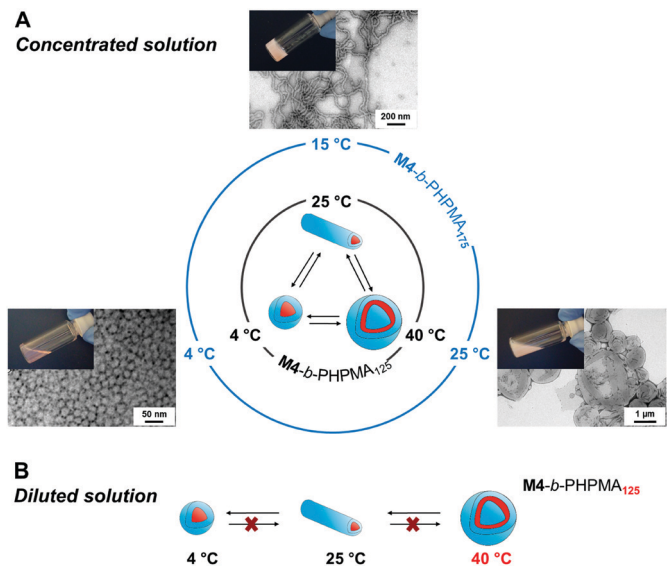 A
Concentrated solution
200 nm
15 °C
M4-b-PHPMA175
25 °C
4 °C
40 °C
M4-b-PHPMA125
4 °C
25 °C
50 nm
1 µm
B
Diluted solution
M4-b-PHPMA125
4 °C
25 °C
40 °C